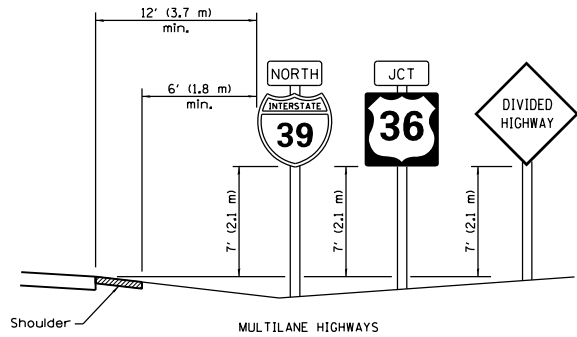 12' (3.7 m)
min.
6' (1.8 m)
min.
NORTH
INTERSTATE
39
JCT
36
DIVIDED
HIGHWAY
7' (2.1 m)
7' (2.1 m)
7' (2.1 m)
Shoulder
MULTILANE HIGHWAYS